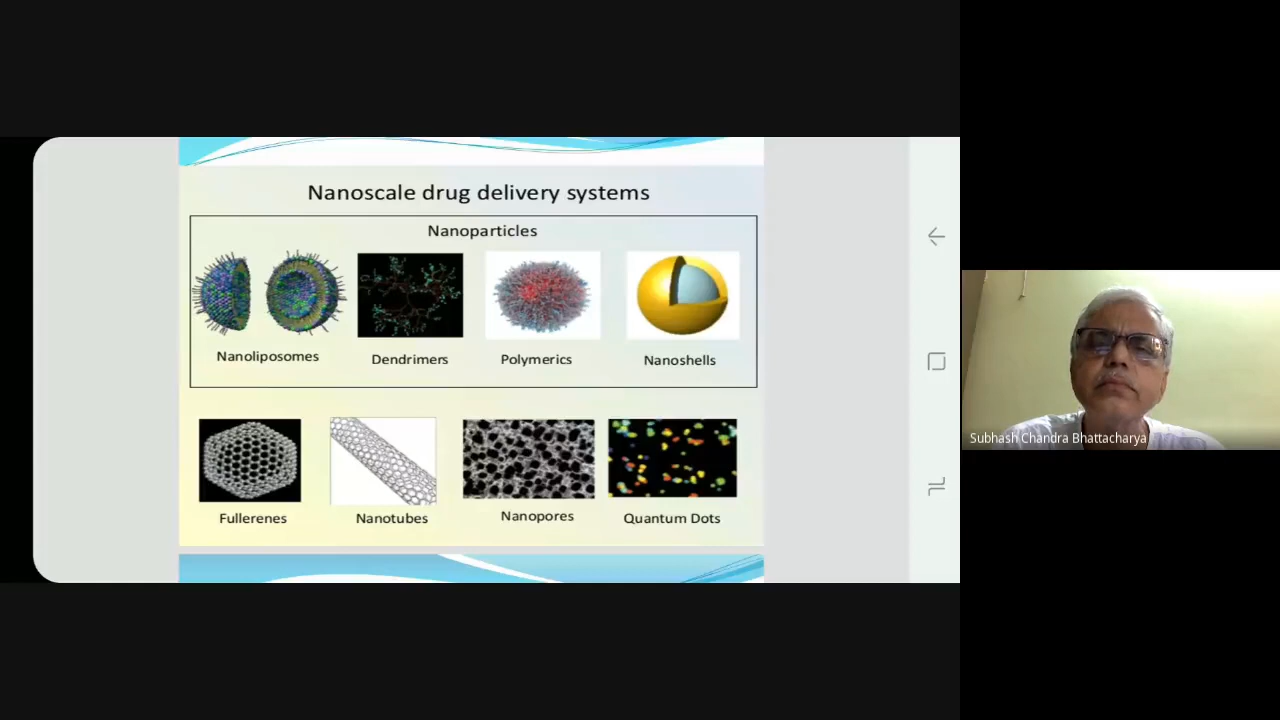 Nanoscale drug delivery systems
Nanoparticles
Nanoliposomes
Dendrimers
Polymerics
Nanoshells
Fullerenes
Nanotubes
Nanopores
Quantum Dots
Subhash Chandra Bhattacharya